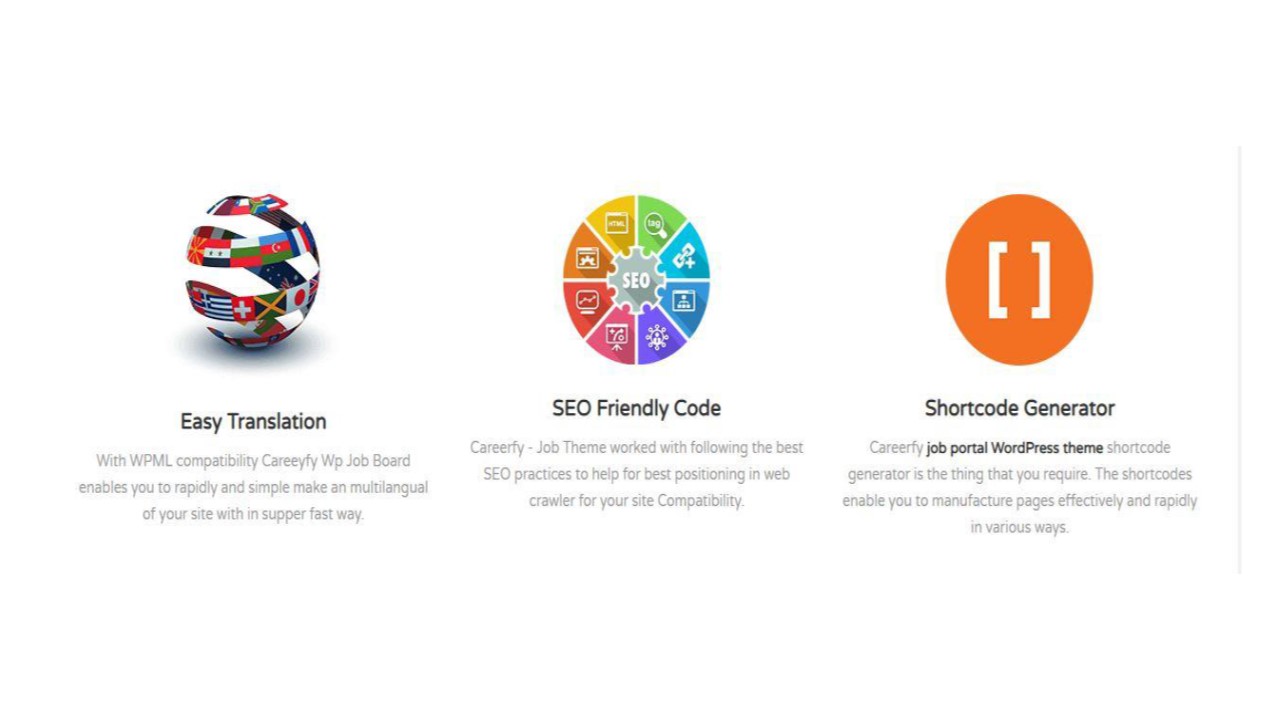 HTML
tag
SEO
[ ]
Easy Translation
With WPML compatibility Careeyfy Wp Job Board
enables you to rapidly and simple make an multilangual
of your site with in supper fast way.
SEO Friendly Code
Careerfy - Job Theme worked with following the best
SEO practices to help for best positioning in web
crawler for your site Compatibility.
Shortcode Generator
Careerfy job portal WordPress theme shortcode
generator is the thing that you require. The shortcodes
enable you to manufacture pages effectively and rapidly
in various ways.